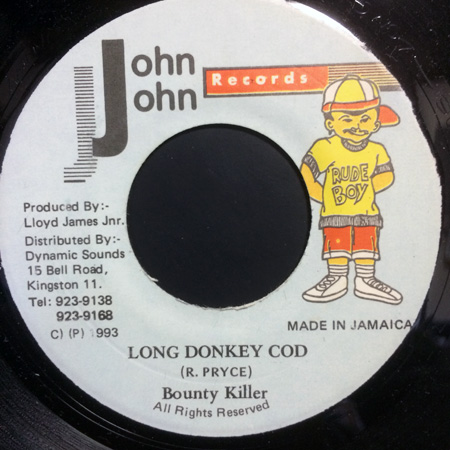 John
John
Records
RUDE
BOY
Produced By:-
Lloyd James Jnr.
Distributed By:-
Dynamic Sounds
15 Bell Road,
Kingston 11.
Tel: 923-9138
923-9168
C) (P) 993
MADE IN JAMAICA
LONG DONKEY COD
(R. PRYCE)
Bounty Killer
All Rights Reserved